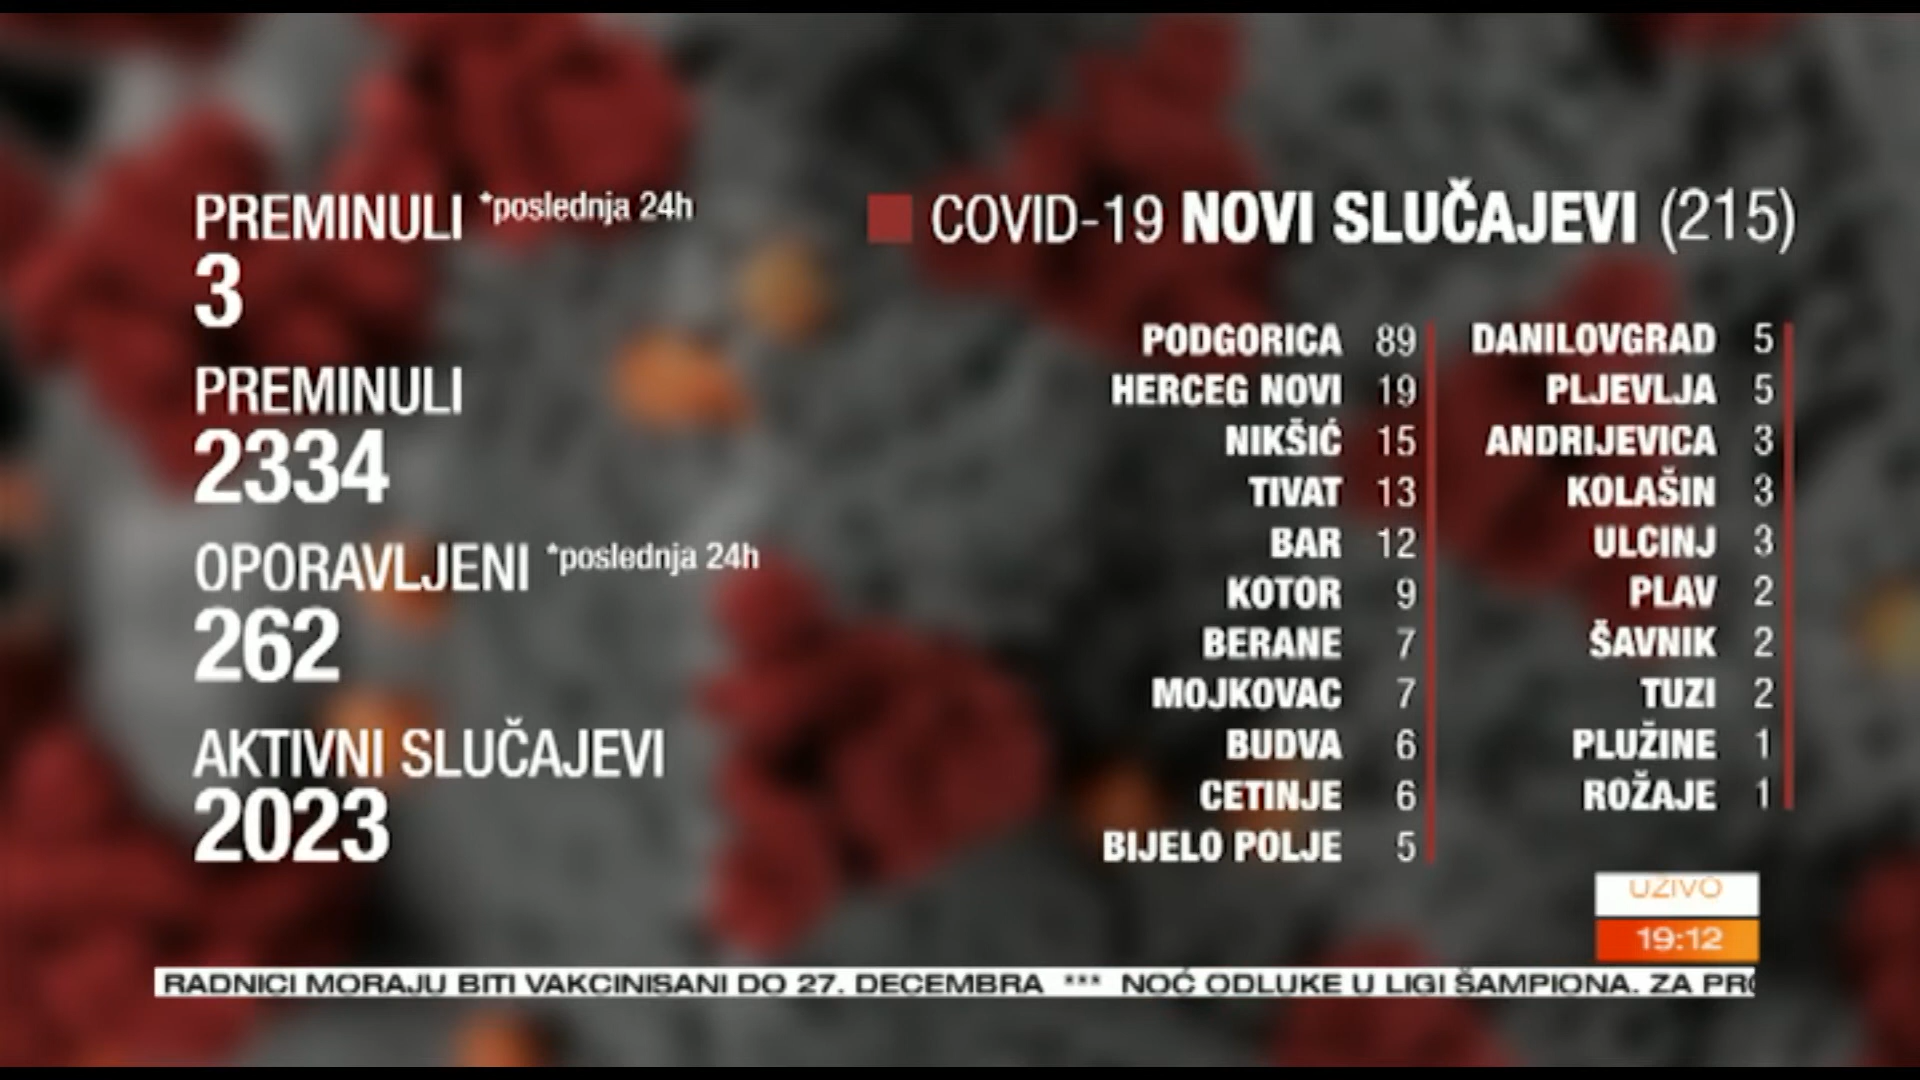 PREMINULI *poslednja 24h
3
PREMINULI
2334
OPORAVLJENI *poslednja 24h
262
AKTIVNI SLUČAJEVI
2023
COVID-19 NOVI SLUČAJEVI (215)
PODGORICA 89
HERCEG NOVI 19
NIKŠIĆ 15
TIVAT 13
BAR 12
KOTOR 9
BERANE 7
MOJKOVAC 7
BUDVA 6
CETINJE 6
BIJELO POLJE 5
DANILOVGRAD 5
PLJEVLJA 5
ANDRIJEVICA 3
KOLAŠIN 3
ULCINJ 3
PLAV 2
ŠAVNIK 2
TUZI 2
PLUŽINE 1
ROŽAJE 1
UŽIVO
19:12
RADNICI MORAJU BITI VAKCINISANI DO 27. DECEMBRA *** NOĆ ODLUKE U LIGI ŠAMPIONA. ZA